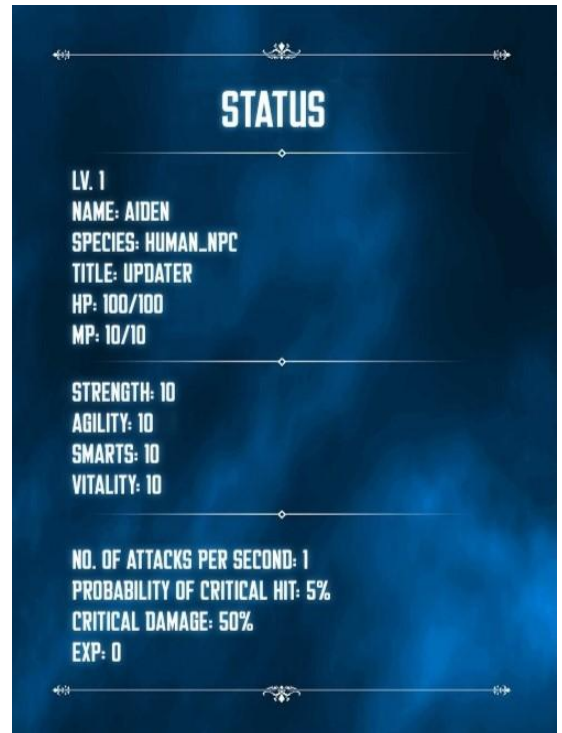 STATUS
LV. 1
NAME: AIDEN
SPECIES: HUMAN_NPC
TITLE: UPDATER
HP: 100/100
MP: 10/10
STRENGTH: 10
AGILITY: 10
SMARTS: 10
VITALITY: 10
NO. OF ATTACKS PER SECOND: 1
PROBABILITY OF CRITICAL HIT: 5%
CRITICAL DAMAGE: 50%
EXP: 0